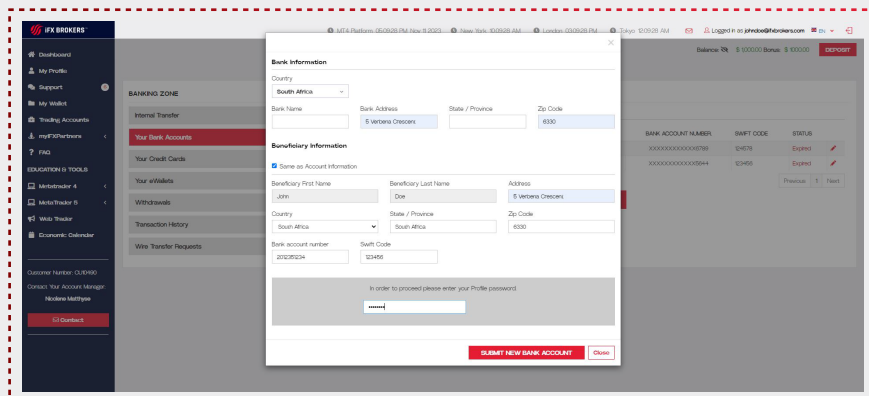 IFX BROKERS
MT4 Platform: 05:09:28 PM, Nov 11 2023 New York: 10:09:28 AM London: 03:09:28 PM Tokyo: 12:09:28 AM Logged in as johndoe@ifxbrokers.com EN
Balance: $ 1,000.00 Bonus: $ 1000.00 DEPOSIT
Dashboard
My Profile
Support
My Wallet
Trading Accounts
myIFXPartners
FAQ
EDUCATION & TOOLS
Metatrader 4
MetaTrader 5
Web Trader
Economic Calendar
Customer Number: CU10490
Contact Your Account Manager:
Nicolene Matthyse
Contact
BANKING ZONE
Internal Transfer
Your Bank Accounts
Your Credit Cards
Your eWallets
Withdrawals
Transaction History
Wire Transfer Requests
Bank Information
Country
South Africa
Bank Name Bank Address State / Province Zip Code
5 Verbena Crescent 6330
Beneficiary Information
Same as Account Information
Beneficiary First Name Beneficiary Last Name Address
John Doe 5 Verbena Crescent
Country State / Province Zip Code
South Africa South Africa 6330
Bank account number Swift Code
2012351234 123456
In order to proceed please enter your Profile password
SUBMIT NEW BANK ACCOUNT Close
BANK ACCOUNT NUMBER SWIFT CODE STATUS
Expired
Expired
Previous 1 Next